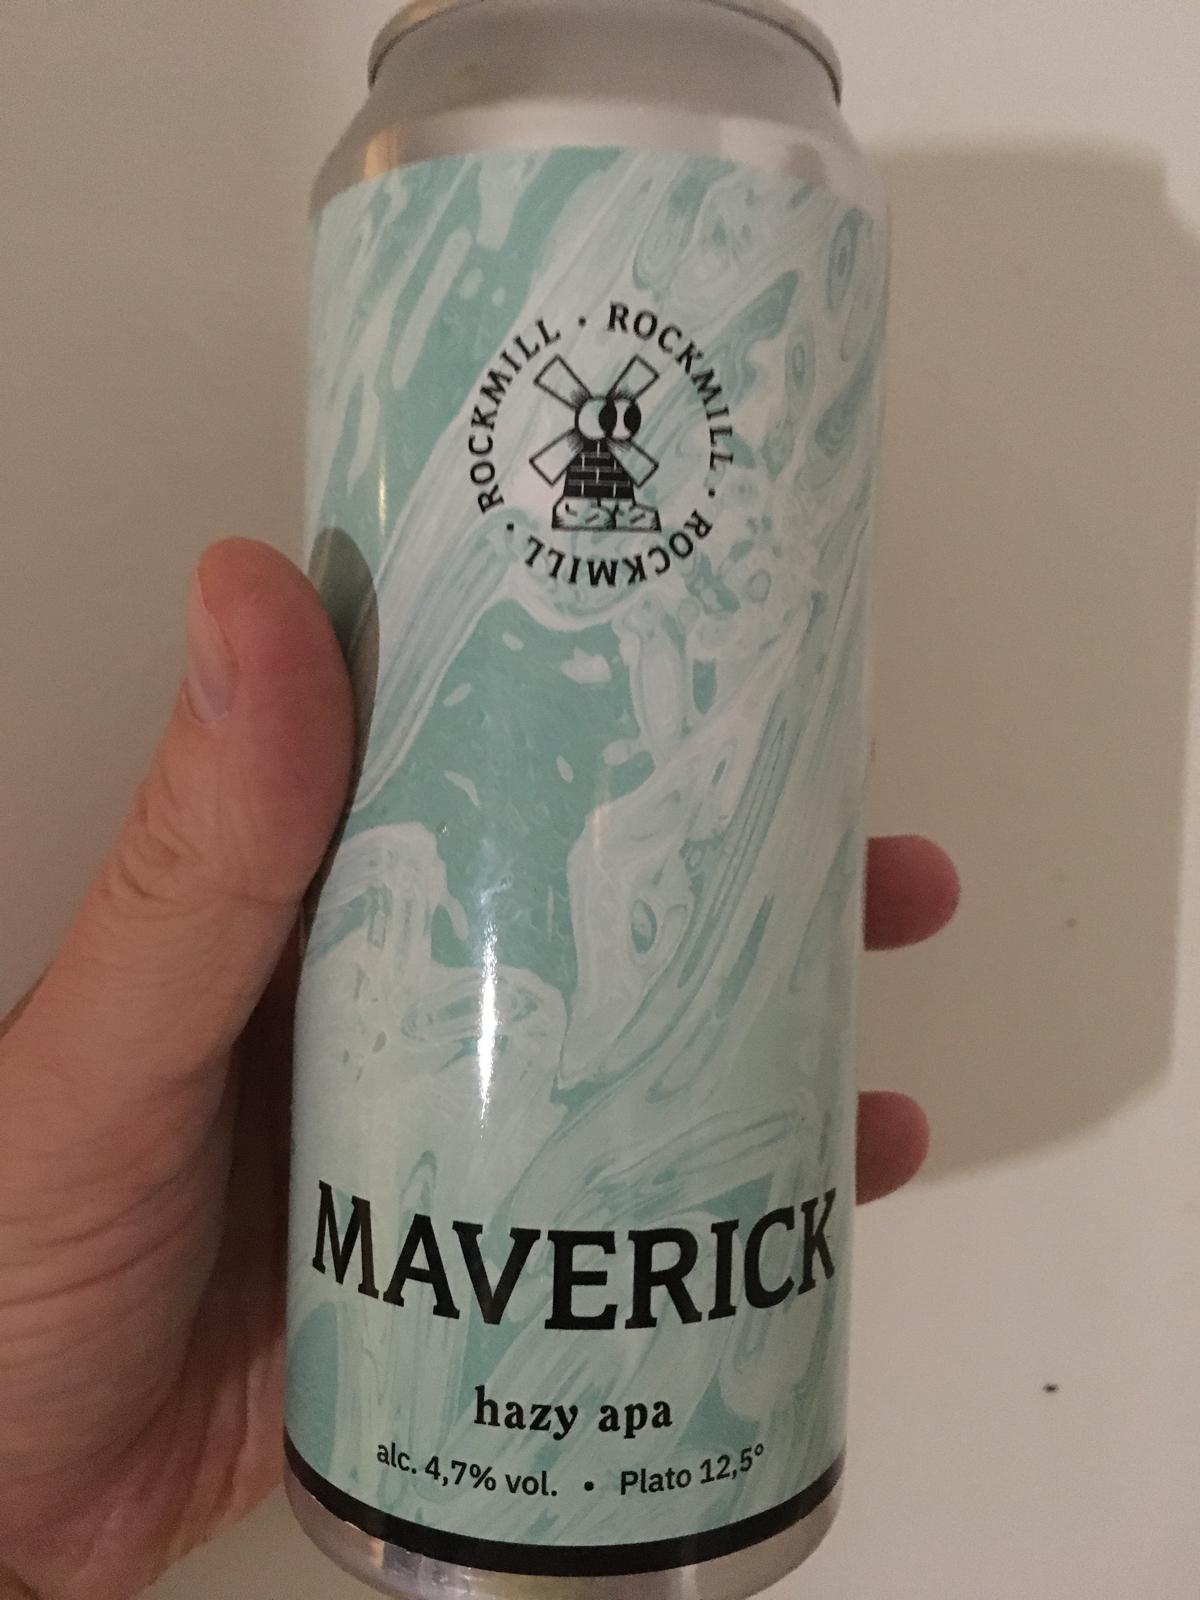 ROCKMILL · ROCKMILL · ROCKMILL ·
MAVERICK
hazy apa
alc. 4,7% vol. • Plato 12,5°